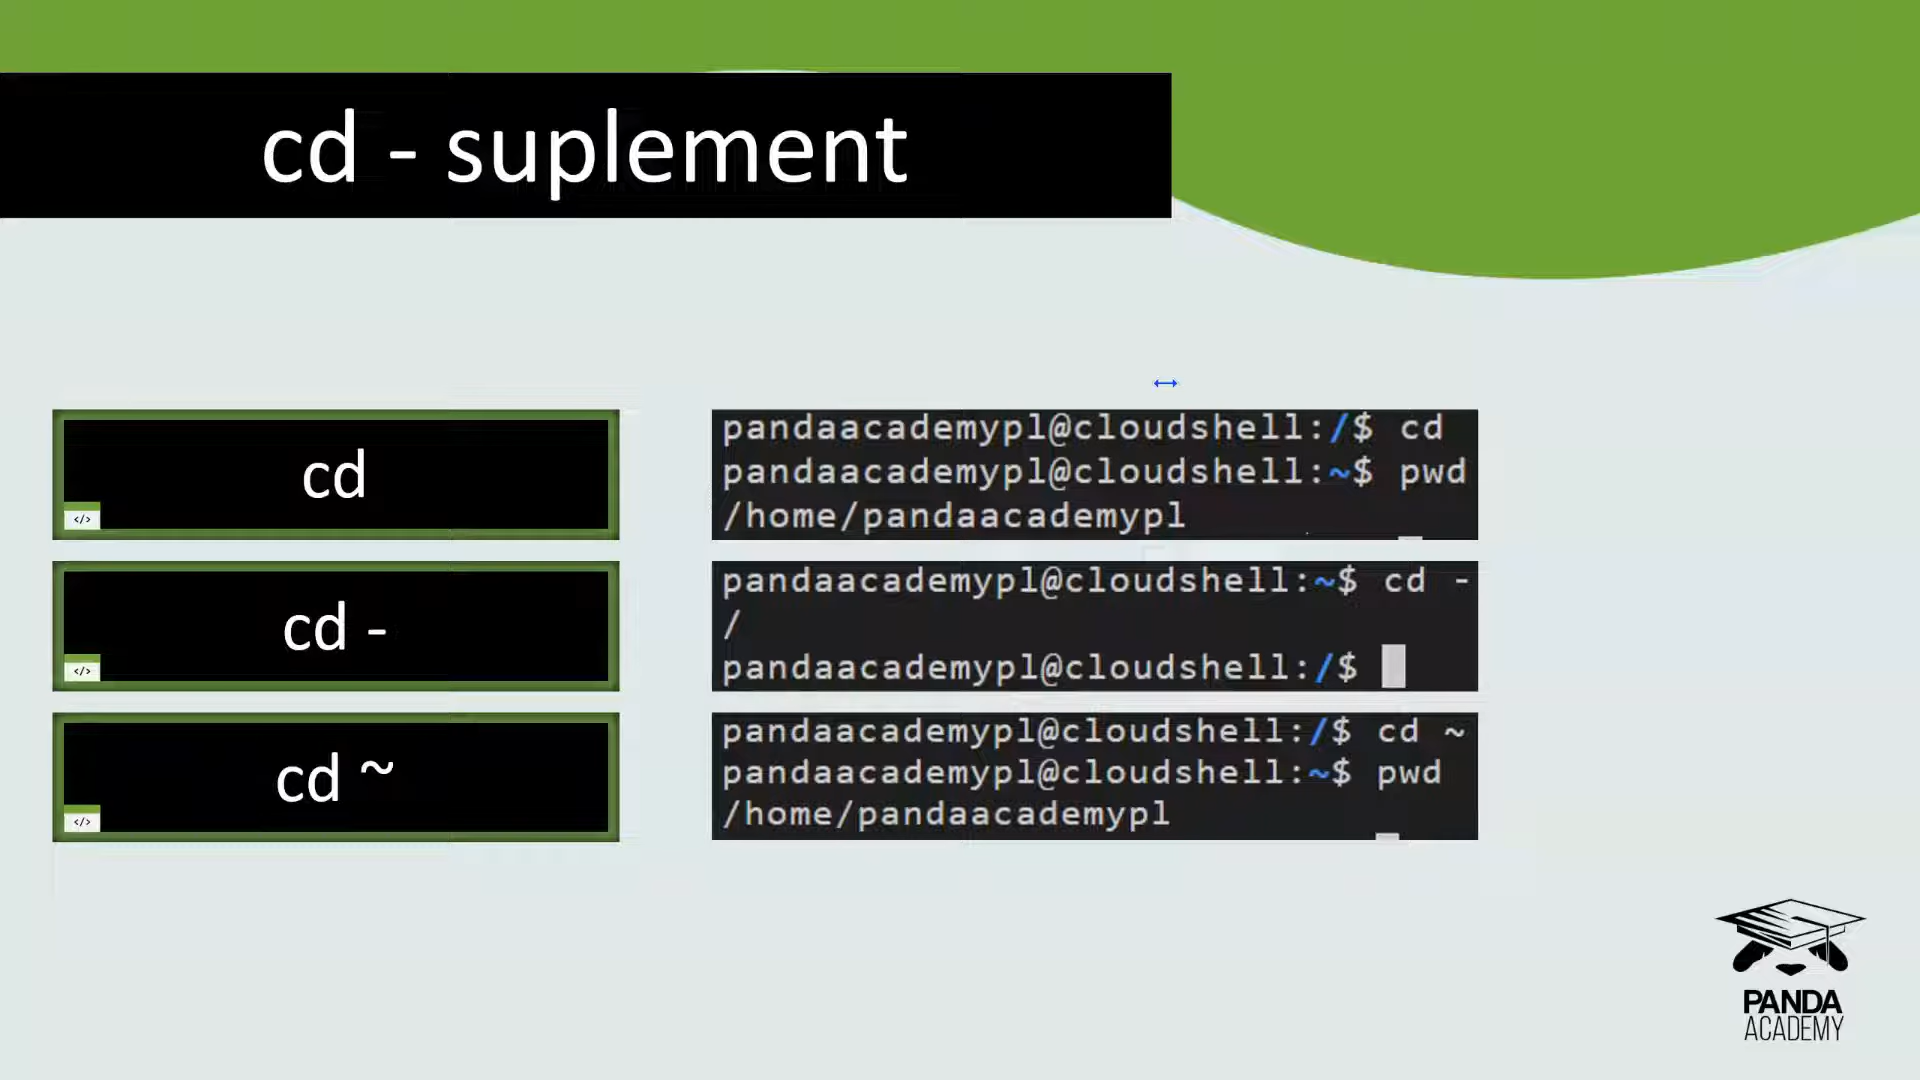 cd - suplement
cd
</>
pandaacademypl@cloudshell:/$ cd
pandaacademypl@cloudshell:~$ pwd
/home/pandaacademypl
cd -
</>
pandaacademypl@cloudshell:~$ cd -
/
pandaacademypl@cloudshell:/$
cd ~
</>
pandaacademypl@cloudshell:/$ cd ~
pandaacademypl@cloudshell:~$ pwd
/home/pandaacademypl
PANDA
ACADEMY